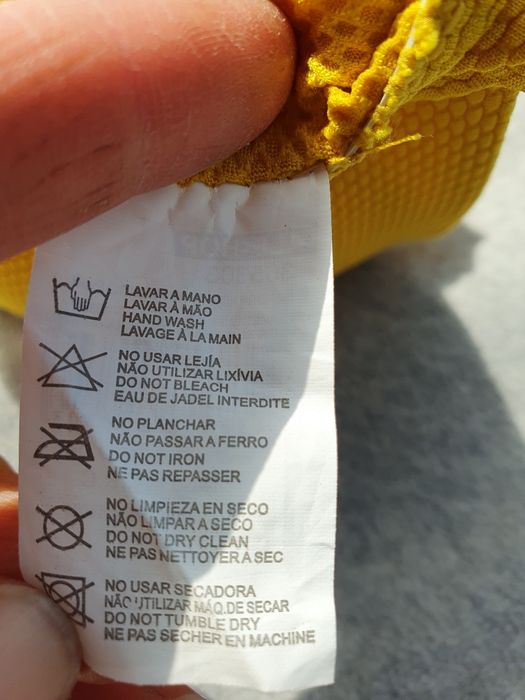 LAVAR A MANO
LAVAR À MÃO
HAND WASH
LAVAGE À LA MAIN
NO USAR LEJÍA
NÃO UTILIZAR LIXÍVIA
DO NOT BLEACH
EAU DE JADEL INTERDITE
NO PLANCHAR
NÃO PASSAR A FERRO
DO NOT IRON
NE PAS REPASSER
NO LIMPIEZA EN SECO
NÃO LIMPAR A SECO
DO NOT DRY CLEAN
NE PAS NETTOYER A SEC
NO USAR SECADORA
NÃO UTILIZAR MÁQ.DE SECAR
DO NOT TUMBLE DRY
NE PAS SECHER EN MACHINE